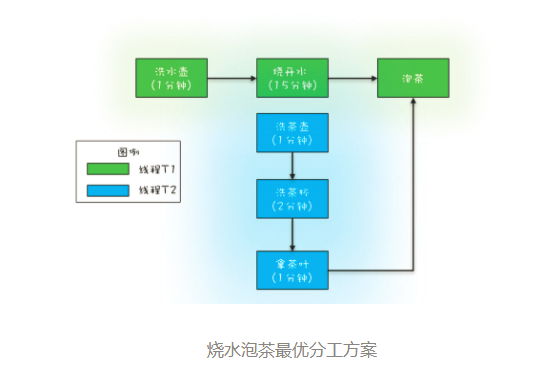 洗水壶
(1分钟)
烧开水
(15分钟)
泡茶
洗茶壶
(1分钟)
图例
线程T1
线程T2
洗茶杯
(2分钟)
拿茶叶
(1分钟)
烧水泡茶最优分工方案